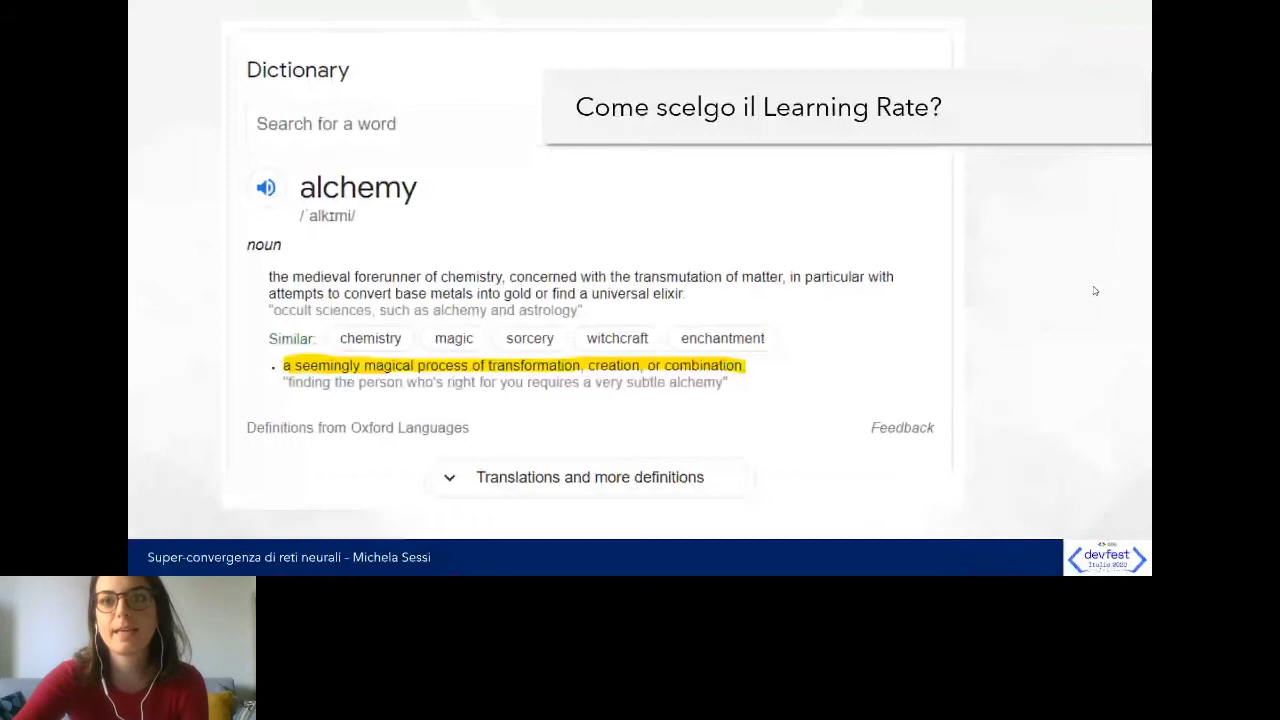 Dictionary
Come scelgo il Learning Rate?
Search for a word
alchemy
/ˈalkɪmi/
noun
the medieval forerunner of chemistry, concerned with the transmutation of matter, in particular with
attempts to convert base metals into gold or find a universal elixir.
"occult sciences, such as alchemy and astrology"
Similar: chemistry magic sorcery witchcraft enchantment
• a seemingly magical process of transformation, creation, or combination.
"finding the person who's right for you requires a very subtle alchemy"
Definitions from Oxford Languages Feedback
Translations and more definitions
Super-convergenza di reti neurali – Michela Sessi
devfest
Italia 2020